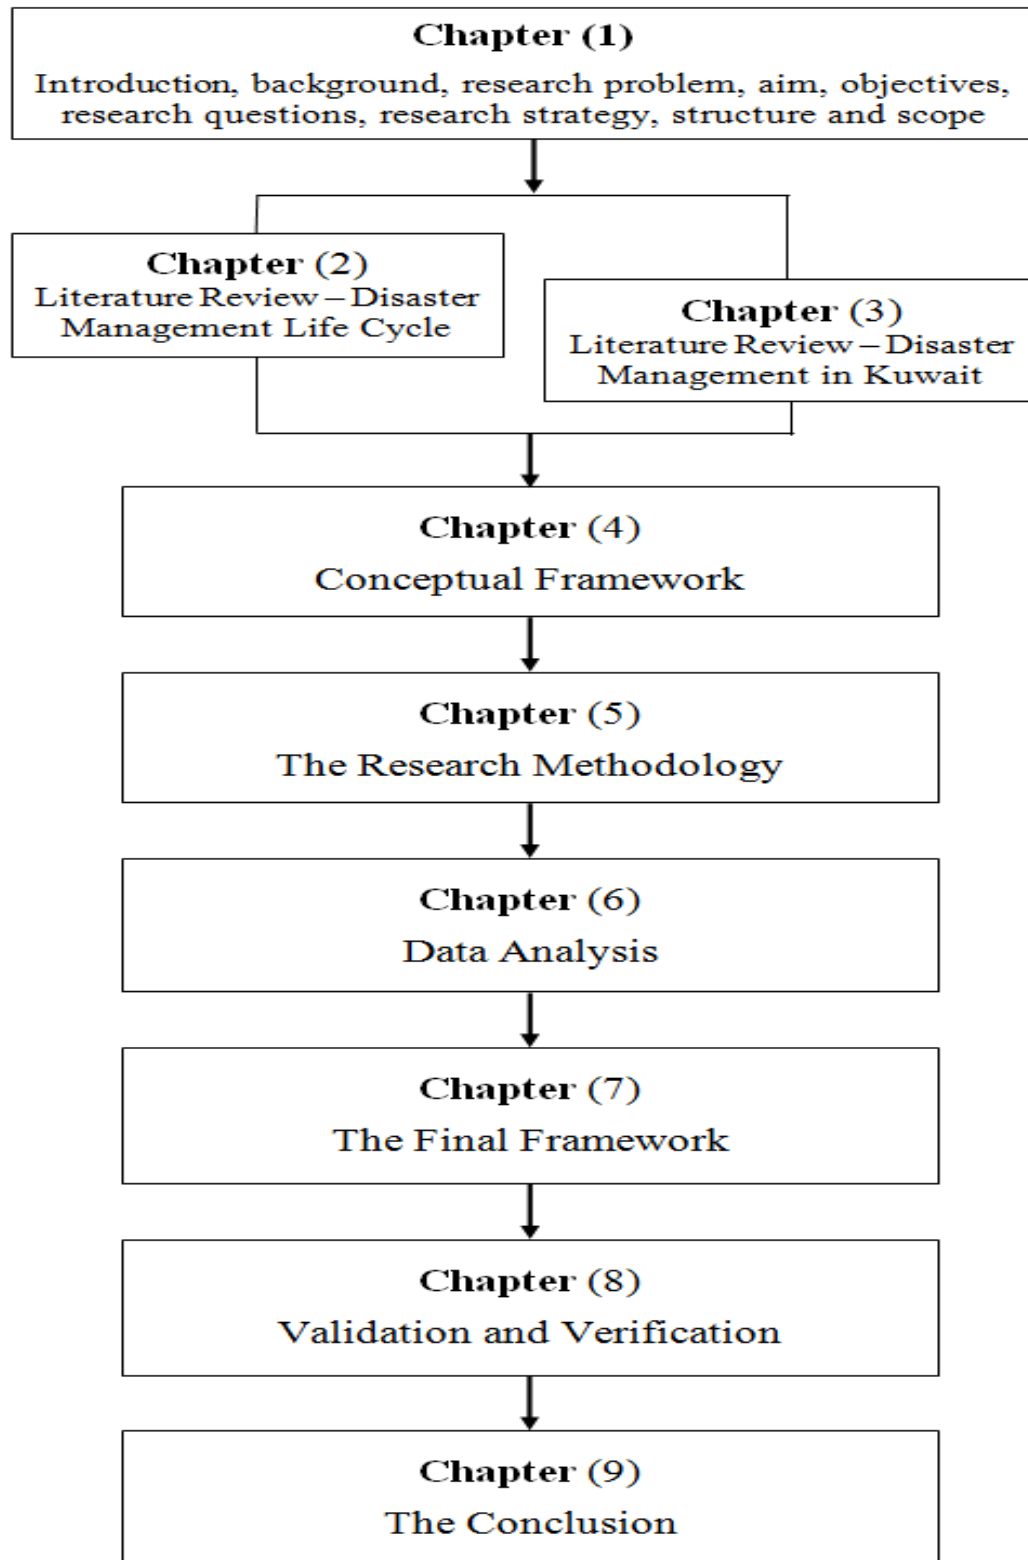 Chapter (1)
Introduction, background, research problem, aim, objectives,
research questions, research strategy, structure and scope
Chapter (2)
Literature Review – Disaster
Management Life Cycle
Chapter (3)
Literature Review – Disaster
Management in Kuwait
Chapter (4)
Conceptual Framework
Chapter (5)
The Research Methodology
Chapter (6)
Data Analysis
Chapter (7)
The Final Framework
Chapter (8)
Validation and Verification
Chapter (9)
The Conclusion